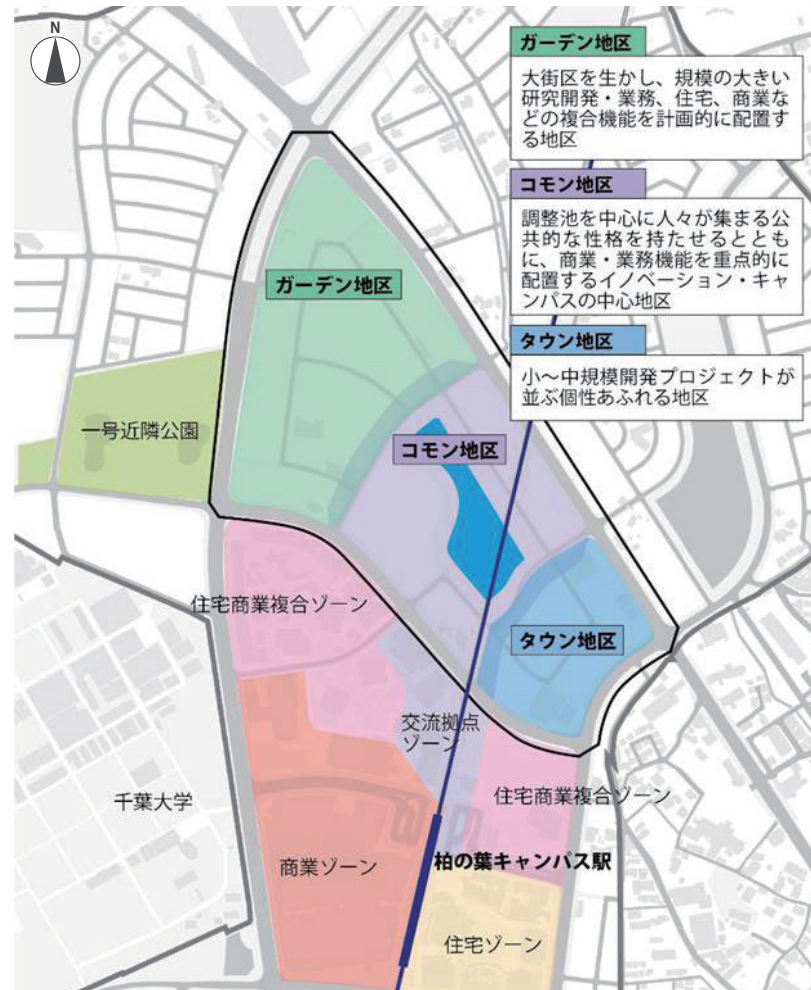 N
ガーデン地区
大街区を生かし、規模の大きい
研究開発・業務、住宅、商業
などの複合機能を計画的に配置す
る地区
コモン地区
調整池を中心に人々が集まる公
共的な性格を持たせるととも
に、商業・業務機能を重点的に
配置するイノベーション・キャ
ンパスの中心地区
タウン地区
小〜中規模開発プロジェクトが
並ぶ個性あふれる地区
ガーデン地区
一号近隣公園
コモン地区
住宅商業複合ゾーン
タウン地区
交流拠点
ゾーン
千葉大学
住宅商業複合ゾーン
商業ゾーン
柏の葉キャンパス駅
住宅ゾーン